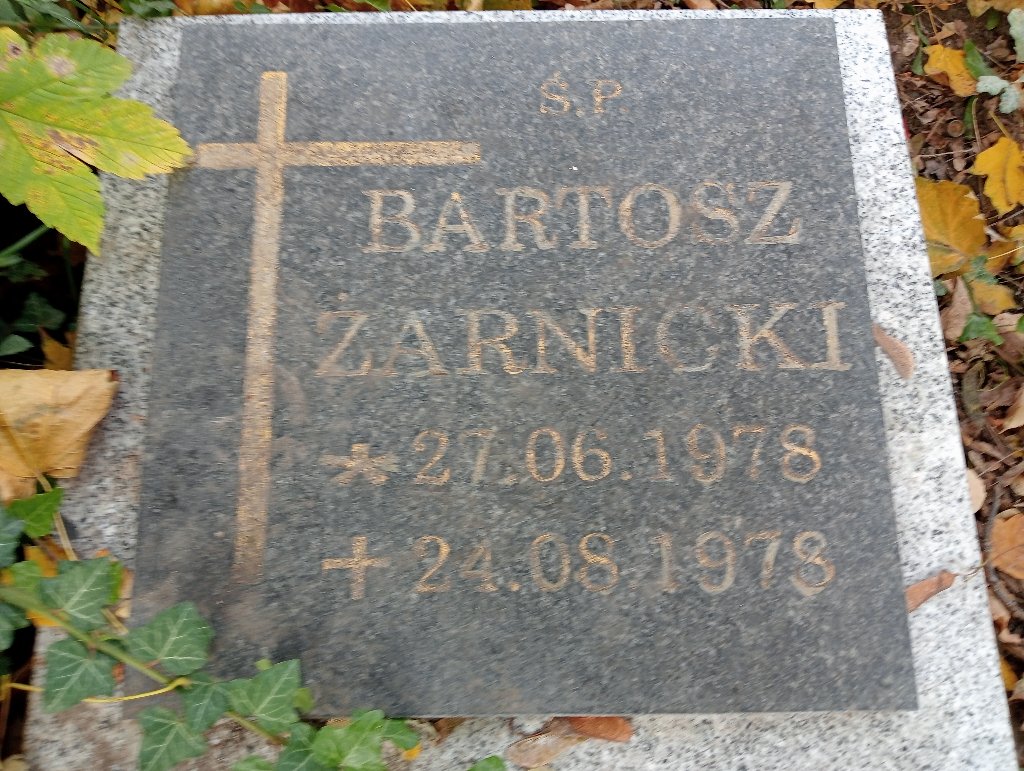 Ś.P.
BARTOSZ
ŻARNICKI
* 27.06.1978
+ 24.08.1978